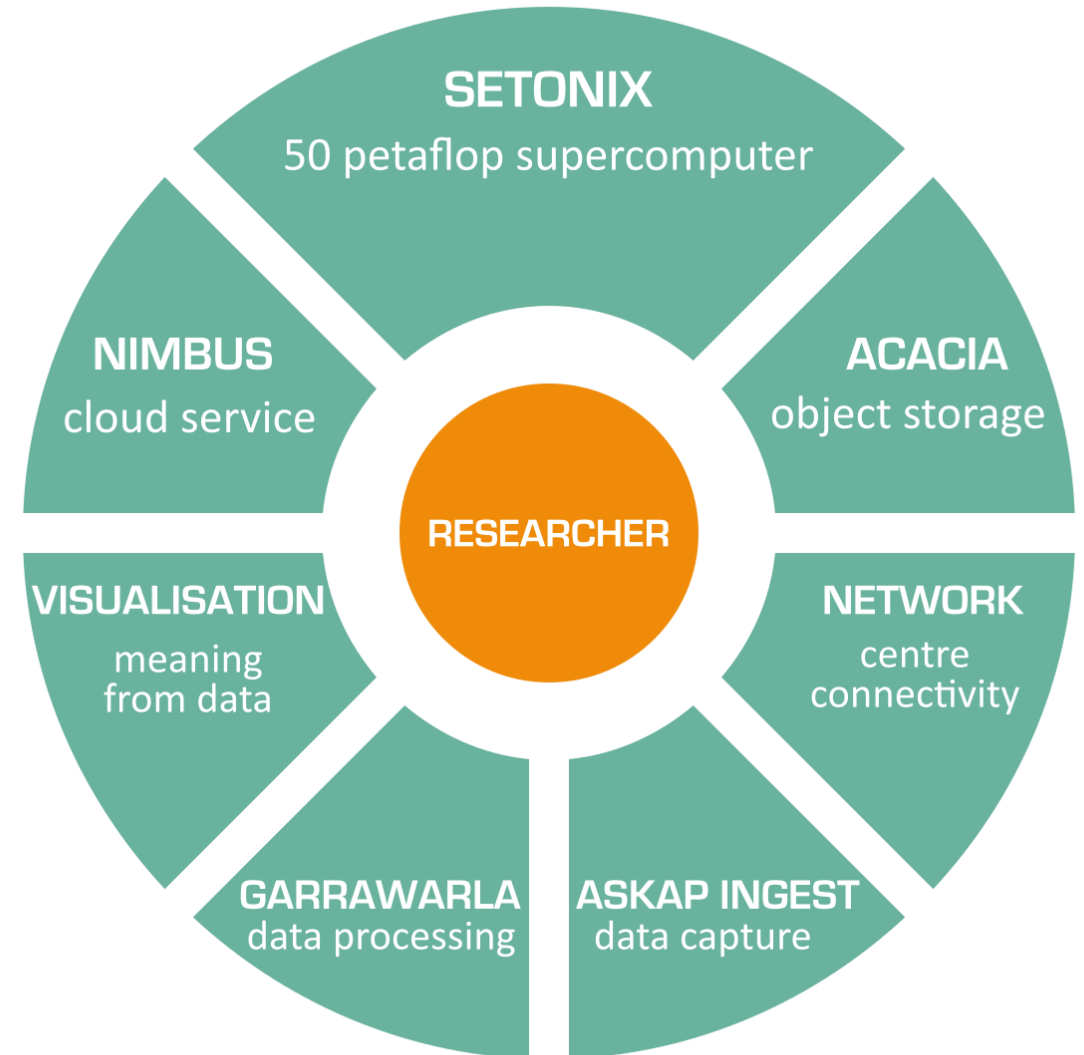 SETONIX
50 petaflop supercomputer
NIMBUS
cloud service
ACACIA
object storage
RESEARCHER
VISUALISATION
meaning
from data
NETWORK
centre
connectivity
GARRAWARLA
data processing
ASKAP INGEST
data capture